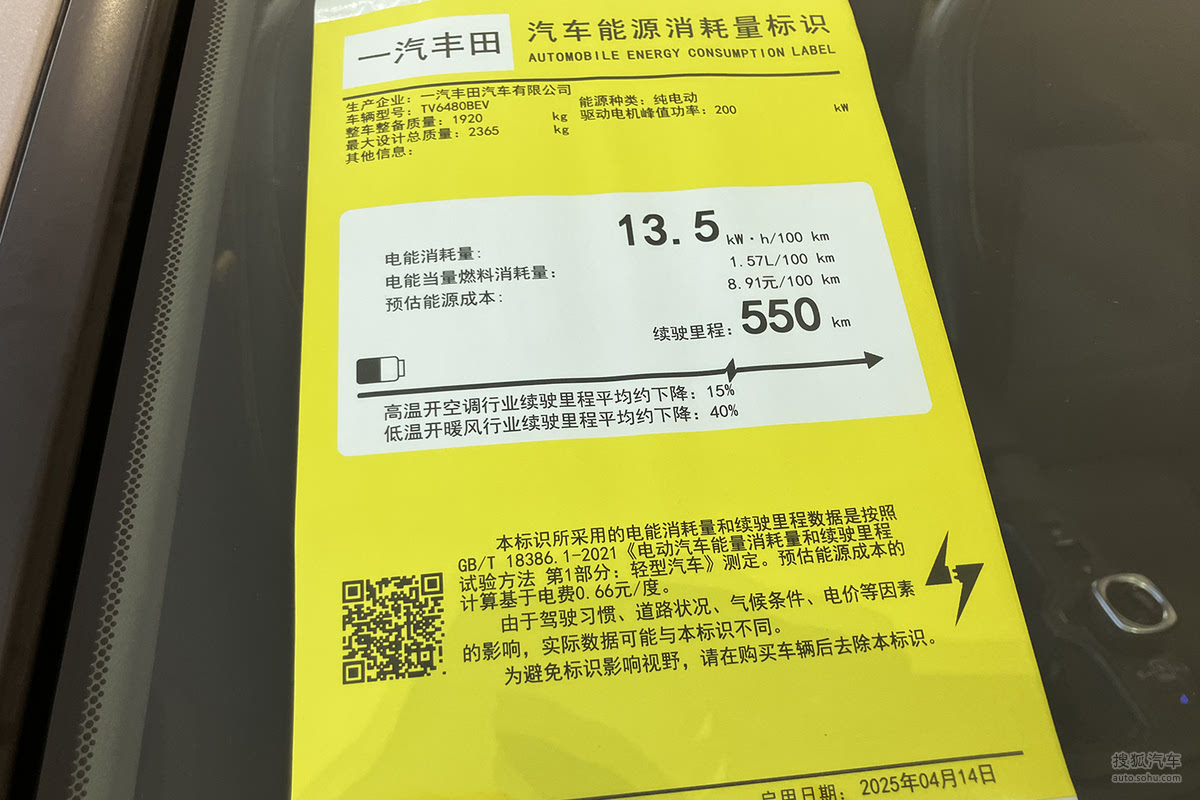 一汽丰田
汽车能源消耗量标识
AUTOMOBILE ENERGY CONSUMPTION LABEL
生产企业：一汽丰田汽车有限公司
车辆型号：TV6480BEV 能源种类：纯电动
整车整备质量：1920 kg 驱动电机峰值功率：200 kW
最大设计总质量：2365 kg
其他信息：
电能消耗量： 13.5 kW·h/100 km
电能当量燃料消耗量： 1.57L/100 km
预估能源成本： 8.91元/100 km
续驶里程：550 km
高温开空调行业续驶里程平均约下降：15%
低温开暖风行业续驶里程平均约下降：40%
本标识所采用的电能消耗量和续驶里程数据是按照
GB/T 18386.1-2021《电动汽车能量消耗量和续驶里程
试验方法 第1部分：轻型汽车》测定。预估能源成本的
计算基于电费0.66元/度。
由于驾驶习惯、道路状况、气候条件、电价等因素
的影响，实际数据可能与本标识不同。
为避免标识影响视野，请在购买车辆后去除本标识。
启用日期：2025年04月14日
搜狐汽车
auto.sohu.com